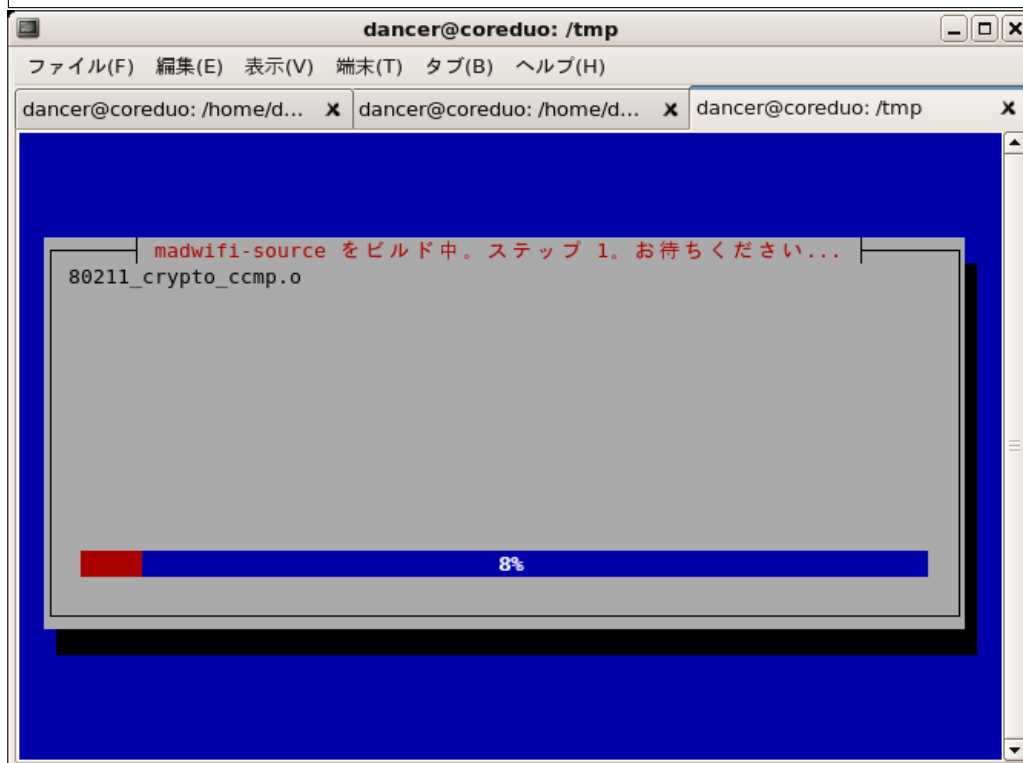 dancer@coreduo: /tmp
ファイル(F) 編集(E) 表示(V) 端末(T) タブ(B) ヘルプ(H)
dancer@coreduo: /home/d... dancer@coreduo: /home/d... dancer@coreduo: /tmp
madwifi-source をビルド中。ステップ 1。お待ちください...
80211_crypto_ccmp.o
8%